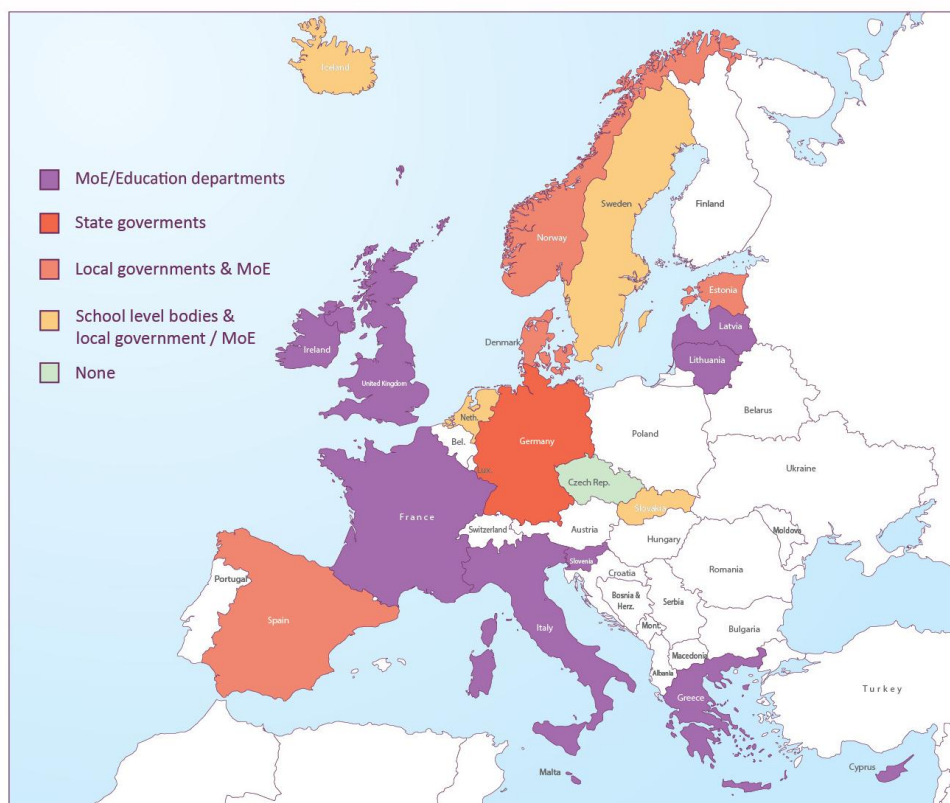 Iceland
MoE/Education departments
State goverments
Local governments & MoE
School level bodies &
local government / MoE
None
Finland
Sweden
Norway
Estonia
Latvia
Lithuania
Denmark
Ireland
United Kingdom
Neth.
Bel.
Lux.
Germany
Poland
Belarus
Ukraine
Czech Rep.
Slovakia
France
Switzerland
Austria
Hungary
Moldova
Slovenia
Croatia
Romania
Portugal
Spain
Italy
Bosnia &
Herz.
Serbia
Mont.
Bulgaria
Macedonia
Albania
Greece
Turkey
Malta
Cyprus